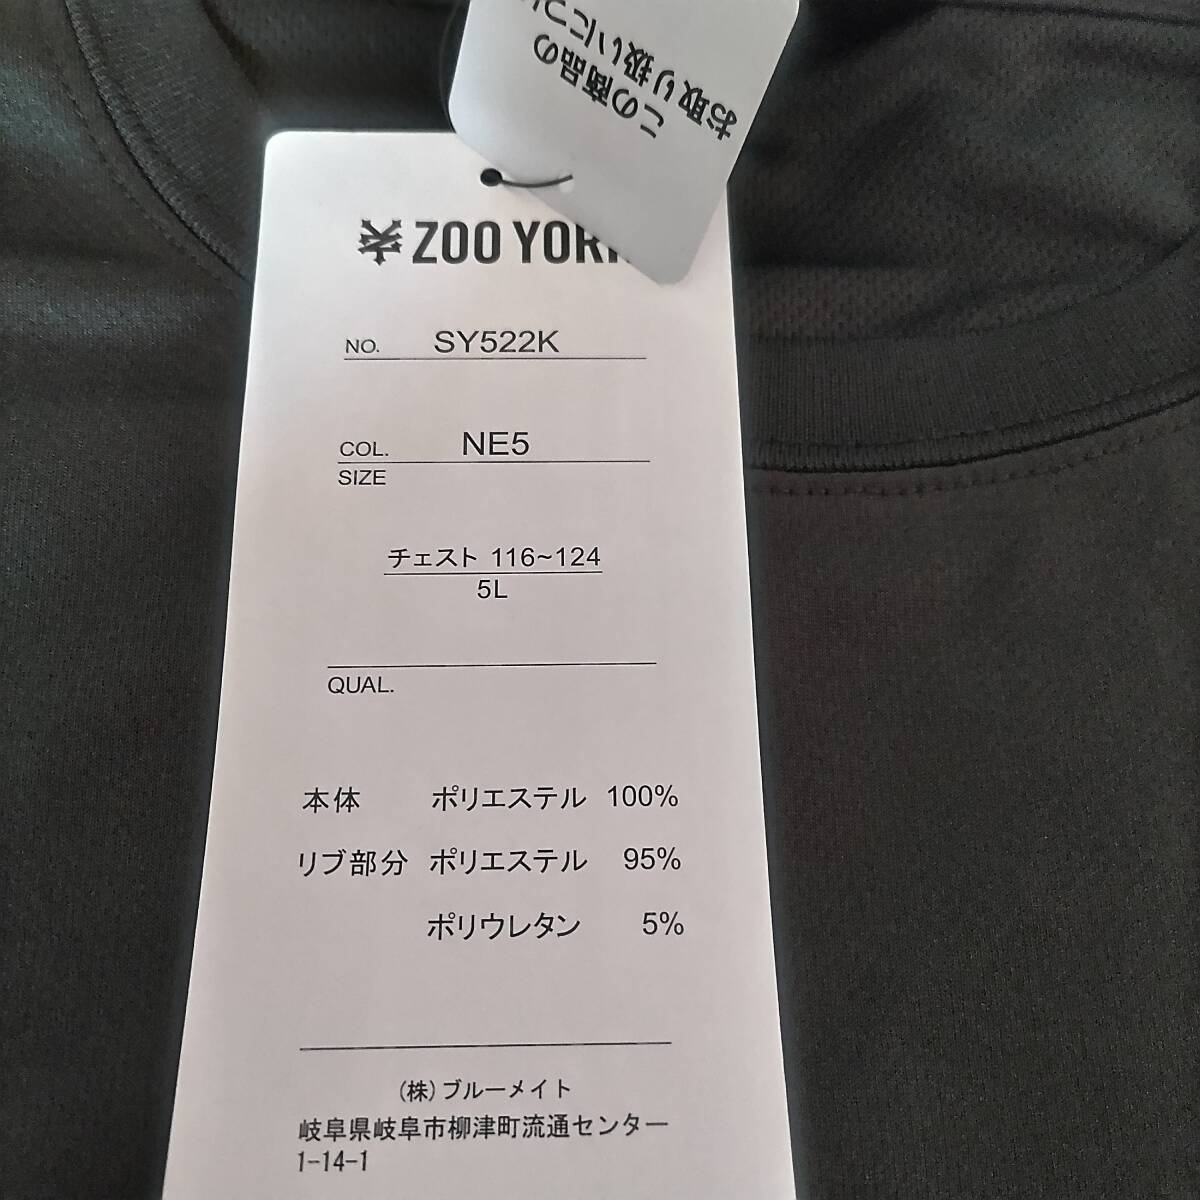 この商品の
お取り扱いにつ
ZOO YORK
NO. SY522K
COL. NE5
SIZE
チェスト 116~124
5L
QUAL.
本体 ポリエステル 100%
リブ部分 ポリエステル 95%
ポリウレタン 5%
(株)ブルーメイト
岐阜県岐阜市柳津町流通センター
1-14-1